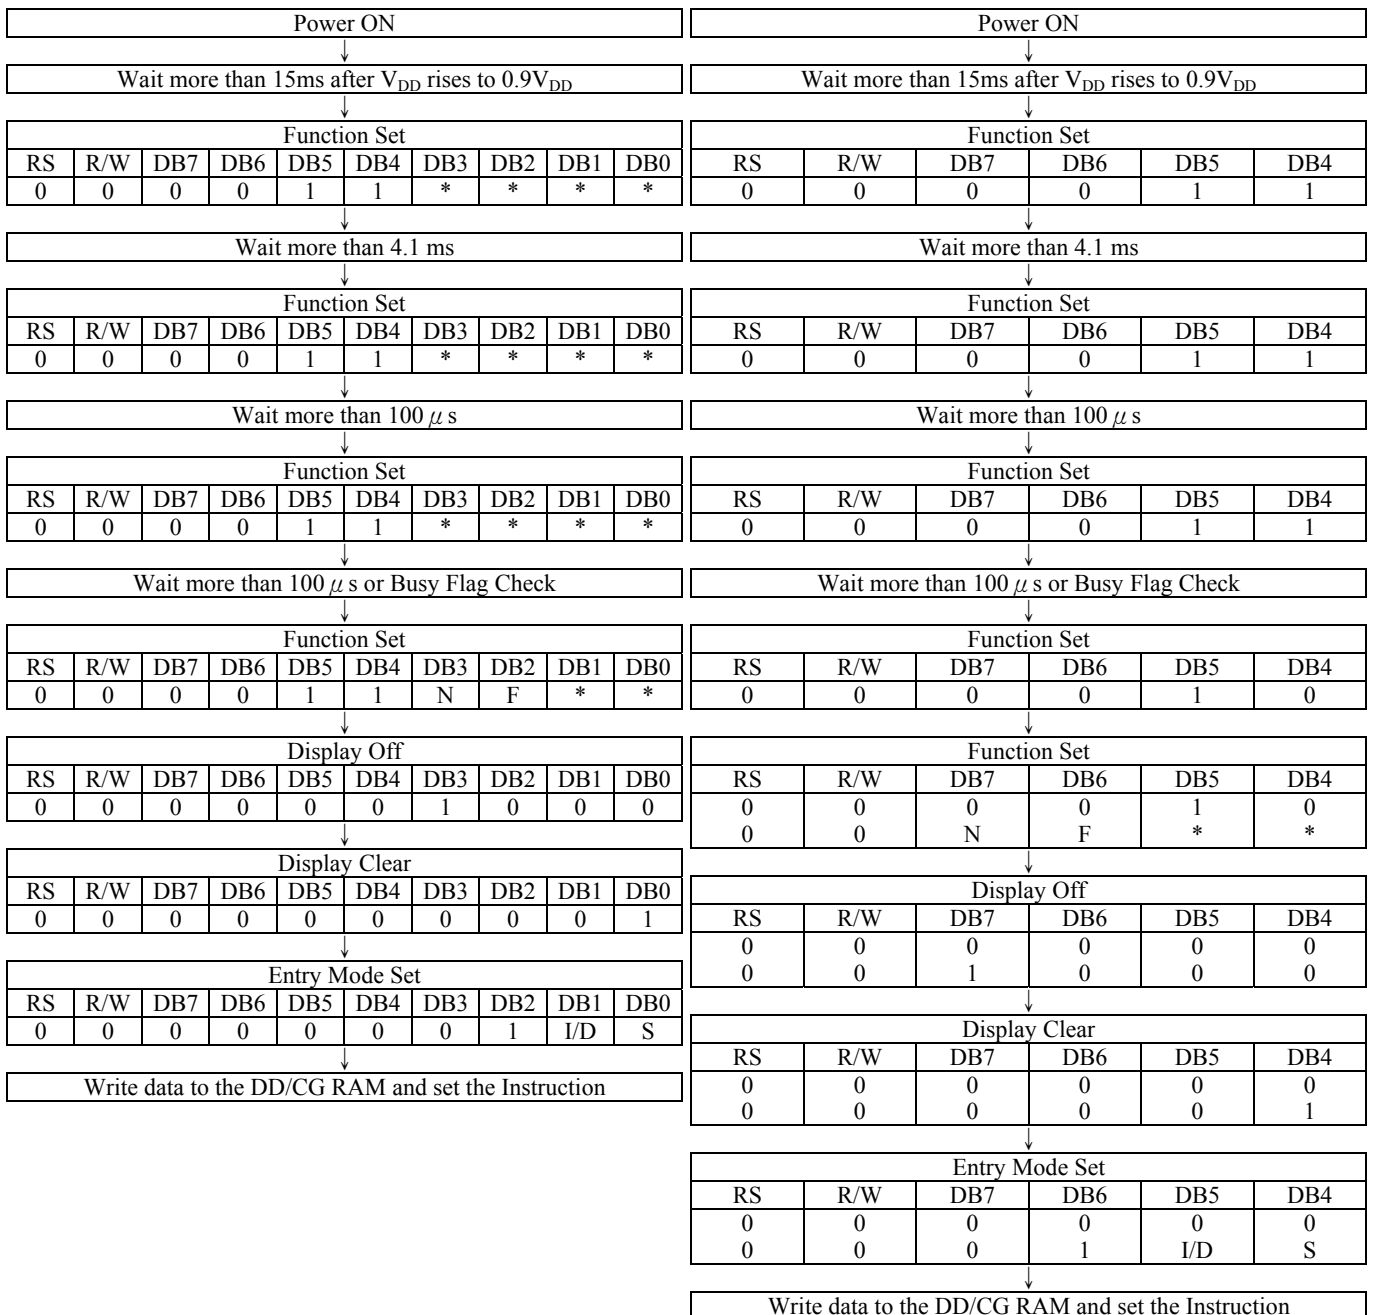 Power ON
↓
Wait more than 15ms after VDD rises to 0.9VDD
↓
Function Set
RS R/W DB7 DB6 DB5 DB4 DB3 DB2 DB1 DB0
0 0 0 0 1 1 * * * *
↓
Wait more than 4.1 ms
↓
Function Set
RS R/W DB7 DB6 DB5 DB4 DB3 DB2 DB1 DB0
0 0 0 0 1 1 * * * *
↓
Wait more than 100 μs
↓
Function Set
RS R/W DB7 DB6 DB5 DB4 DB3 DB2 DB1 DB0
0 0 0 0 1 1 * * * *
↓
Wait more than 100 μs or Busy Flag Check
↓
Function Set
RS R/W DB7 DB6 DB5 DB4 DB3 DB2 DB1 DB0
0 0 0 0 1 1 N F * *
↓
Display Off
RS R/W DB7 DB6 DB5 DB4 DB3 DB2 DB1 DB0
0 0 0 0 0 0 1 0 0 0
↓
Display Clear
RS R/W DB7 DB6 DB5 DB4 DB3 DB2 DB1 DB0
0 0 0 0 0 0 0 0 0 1
↓
Entry Mode Set
RS R/W DB7 DB6 DB5 DB4 DB3 DB2 DB1 DB0
0 0 0 0 0 0 0 1 I/D S
↓
Write data to the DD/CG RAM and set the Instruction
Power ON
↓
Wait more than 15ms after VDD rises to 0.9VDD
↓
Function Set
RS R/W DB7 DB6 DB5 DB4
0 0 0 0 1 1
↓
Wait more than 4.1 ms
↓
Function Set
RS R/W DB7 DB6 DB5 DB4
0 0 0 0 1 1
↓
Wait more than 100 μs
↓
Function Set
RS R/W DB7 DB6 DB5 DB4
0 0 0 0 1 1
↓
Wait more than 100 μs or Busy Flag Check
↓
Function Set
RS R/W DB7 DB6 DB5 DB4
0 0 0 0 1 0
↓
Function Set
RS R/W DB7 DB6 DB5 DB4
0 0 0 0 1 0
0 0 N F * *
↓
Display Off
RS R/W DB7 DB6 DB5 DB4
0 0 0 0 0 0
0 0 1 0 0 0
↓
Display Clear
RS R/W DB7 DB6 DB5 DB4
0 0 0 0 0 0
0 0 0 0 0 1
↓
Entry Mode Set
RS R/W DB7 DB6 DB5 DB4
0 0 0 0 0 0
0 0 0 1 I/D S
↓
Write data to the DD/CG RAM and set the Instruction